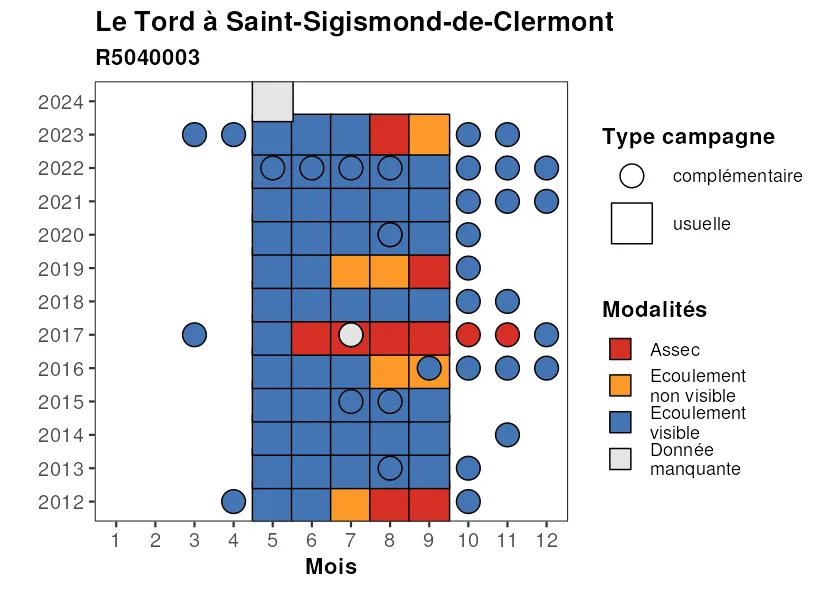 Le Tord à Saint-Sigismond-de-Clermont
R5040003
2024
2023
2022
2021
2020
2019
2018
2017
2016
2015
2014
2013
2012
1 2 3 4 5 6 7 8 9 10 11 12
Mois
Type campagne
complémentaire
usuelle
Modalités
Assec
Ecoulement
non visible
Ecoulement
visible
Donnée
manquante